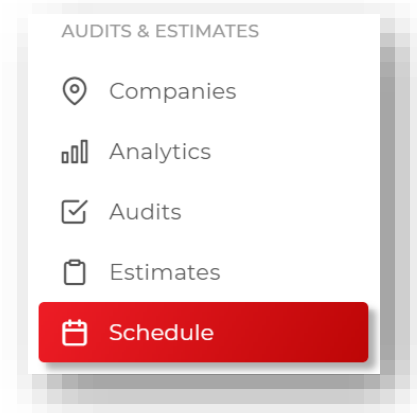 AUDITS & ESTIMATES
Companies
Analytics
Audits
Estimates
Schedule